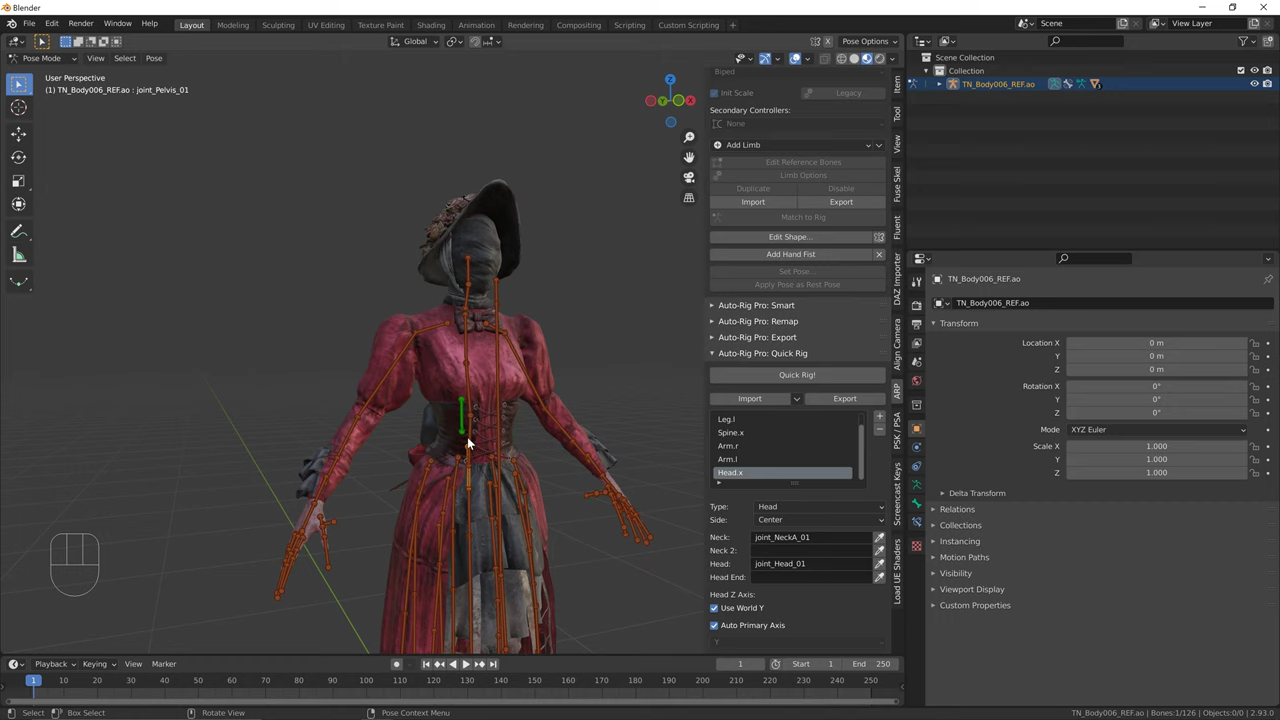 Blender
File Edit Render Window Help Layout Modeling Sculpting UV Editing Texture Paint Shading Animation Rendering Compositing Scripting Custom Scripting + Scene View Layer
Global Pose Options
Pose Mode View Select Pose
User Perspective
(1) TN_Body006_REF.ao : joint_Pelvis_01
Z
Y
X
Biped
Init Scale Legacy
Secondary Controllers:
None
Add Limb
Edit Reference Bones
Limb Options
Duplicate Disable
Import Export
Match to Rig
Edit Shape...
Add Hand Fist
Set Pose...
Apply Pose as Rest Pose
Auto-Rig Pro: Smart
Auto-Rig Pro: Remap
Auto-Rig Pro: Export
Auto-Rig Pro: Quick Rig
Quick Rig!
Import Export
Leg.l
Spine.x
Arm.r
Arm.l
Head.x
Type: Head
Side: Center
Neck: joint_NeckA_01
Neck 2:
Head: joint_Head_01
Head End:
Head Z Axis:
Use World Y
Auto Primary Axis
Y
Item
Tool
View
Fuse Skel
Fluent
DAZ Importer
Align Camera
ARP
PSK / PSA
Screencast Keys
Load UE Shaders
Scene Collection
Collection
TN_Body006_REF.ao
TN_Body006_REF.ao
TN_Body006_REF.ao
Transform
Location X 0 m
Y 0 m
Z 0 m
Rotation X 0°
Y 0°
Z 0°
Mode XYZ Euler
Scale X 1.000
Y 1.000
Z 1.000
Delta Transform
Relations
Collections
Instancing
Motion Paths
Visibility
Viewport Display
Custom Properties
Playback Keying View Marker 1 Start 1 End 250
1 10 20 30 40 50 60 70 80 90 100 110 120 130 140 150 160 170 180 190 200 210 220 230 240 250
Select Box Select Rotate View Pose Context Menu TN_Body006_REF.ao | Bones:1/126 | Objects:0/0 | 2.93.0